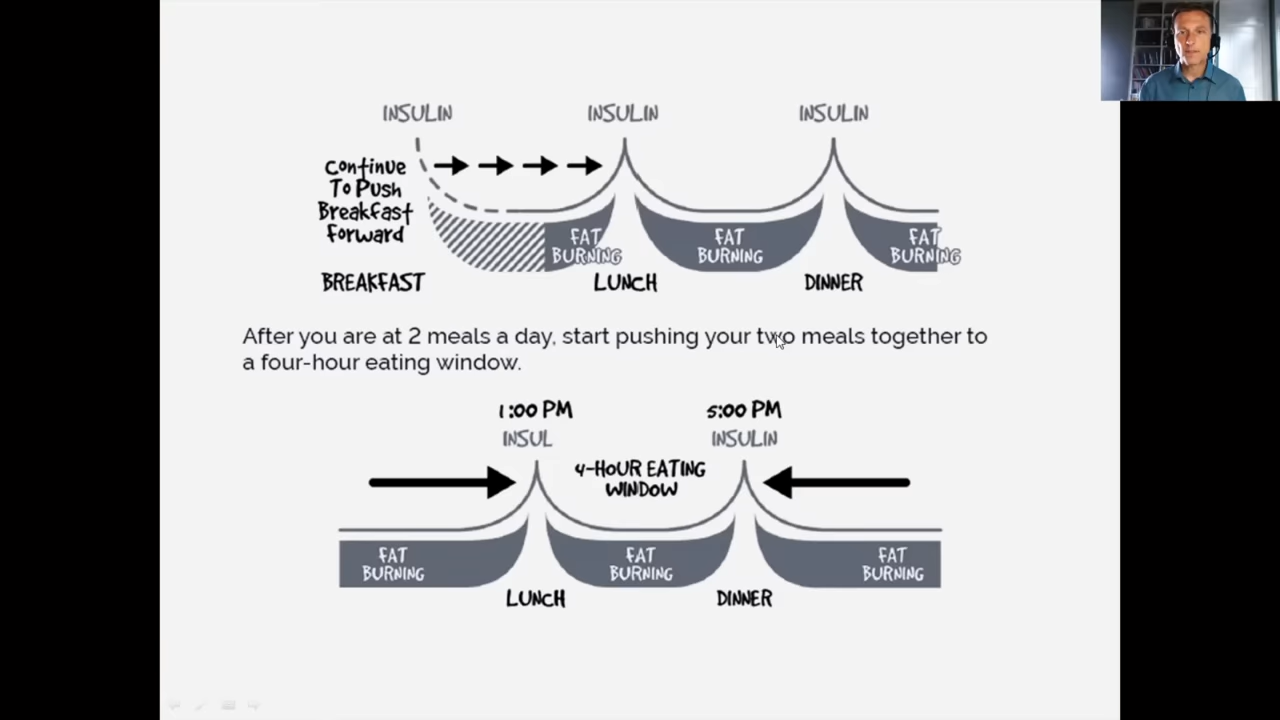 INSULIN INSULIN INSULIN
Continue
To Push
Breakfast
Forward
FAT
BURNING
FAT
BURNING
FAT
BURNING
BREAKFAST LUNCH DINNER
After you are at 2 meals a day, start pushing your two meals together to
a four-hour eating window.
1:00 PM 5:00 PM
INSUL INSULIN
4-HOUR EATING
WINDOW
FAT
BURNING
FAT
BURNING
FAT
BURNING
LUNCH DINNER